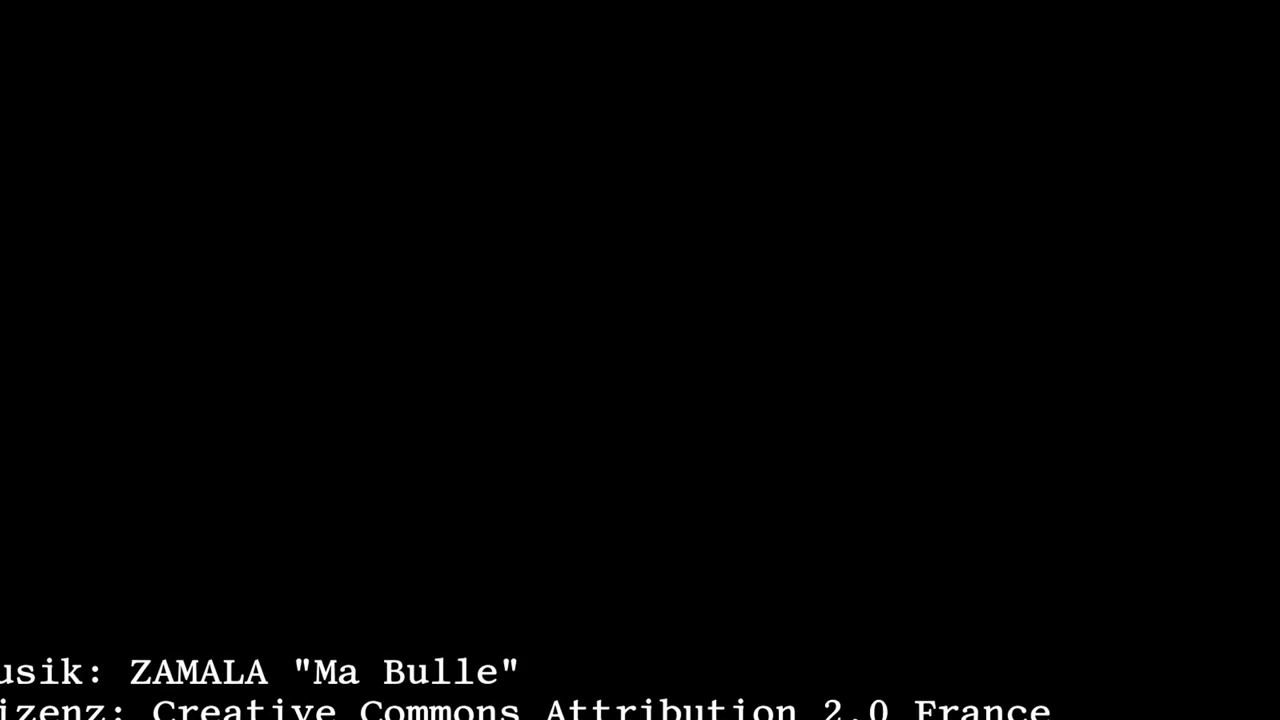 usik: ZAMALA "Ma Bulle"
izenz: Creative Commons Attribution 2.0 France